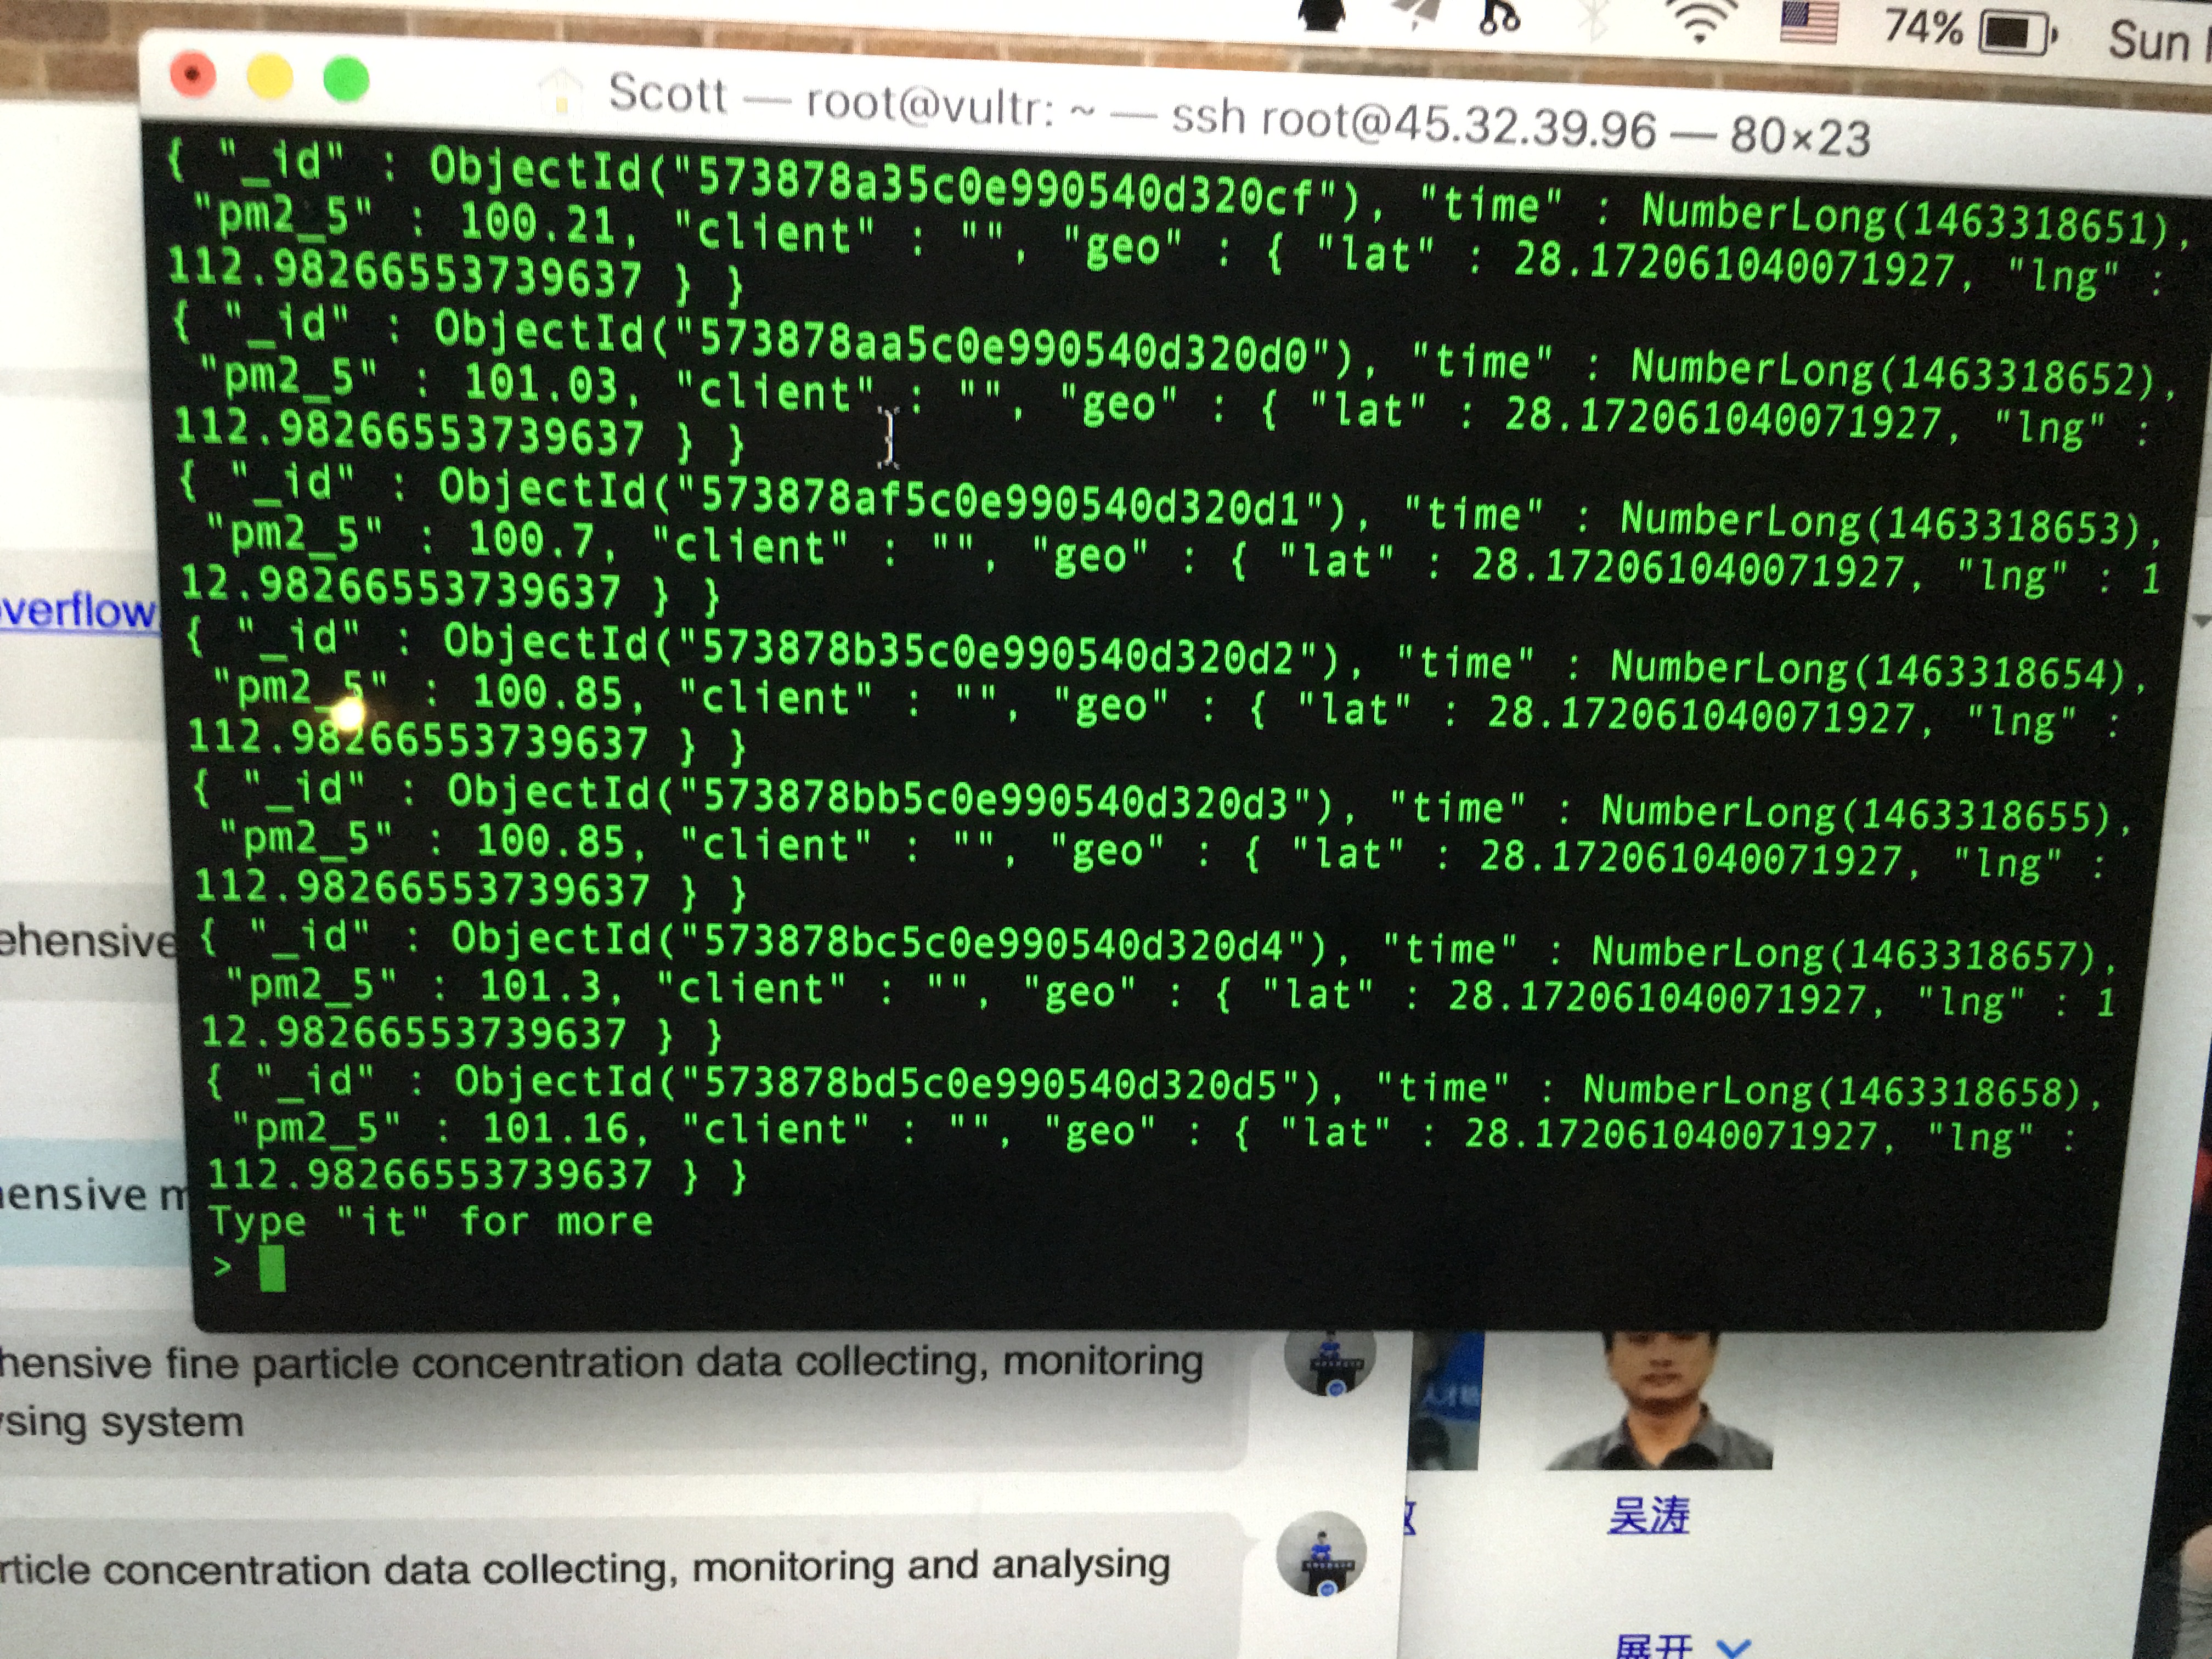 74% Sun
Scott — root@vultr: ~ — ssh root@45.32.39.96 — 80×23
{ "_id" : ObjectId("573878a35c0e990540d320cf"), "time" : NumberLong(1463318651),
"pm2_5" : 100.21, "client" : "", "geo" : { "lat" : 28.172061040071927, "lng" :
112.98266553739637 } }
{ "_id" : ObjectId("573878aa5c0e990540d320d0"), "time" : NumberLong(1463318652),
"pm2_5" : 101.03, "client" : "", "geo" : { "lat" : 28.172061040071927, "lng" :
112.98266553739637 } }
{ "_id" : ObjectId("573878af5c0e990540d320d1"), "time" : NumberLong(1463318653),
"pm2_5" : 100.7, "client" : "", "geo" : { "lat" : 28.172061040071927, "lng" : 1
12.98266553739637 } }
{ "_id" : ObjectId("573878b35c0e990540d320d2"), "time" : NumberLong(1463318654),
"pm2_5" : 100.85, "client" : "", "geo" : { "lat" : 28.172061040071927, "lng" :
112.98266553739637 } }
{ "_id" : ObjectId("573878bb5c0e990540d320d3"), "time" : NumberLong(1463318655),
"pm2_5" : 100.85, "client" : "", "geo" : { "lat" : 28.172061040071927, "lng" :
112.98266553739637 } }
{ "_id" : ObjectId("573878bc5c0e990540d320d4"), "time" : NumberLong(1463318657),
"pm2_5" : 101.3, "client" : "", "geo" : { "lat" : 28.172061040071927, "lng" : 1
12.98266553739637 } }
{ "_id" : ObjectId("573878bd5c0e990540d320d5"), "time" : NumberLong(1463318658),
"pm2_5" : 101.16, "client" : "", "geo" : { "lat" : 28.172061040071927, "lng" :
112.98266553739637 } }
Type "it" for more
>
verflow
ehensive
ensive m
hensive fine particle concentration data collecting, monitoring
sing system
rticle concentration data collecting, monitoring and analysing
吴涛
展开